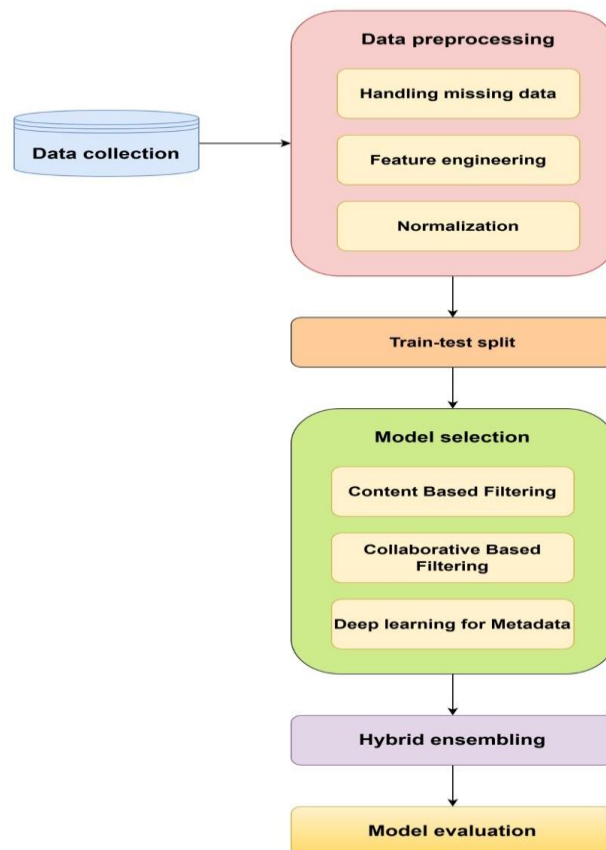 Data collection
Data preprocessing
Handling missing data
Feature engineering
Normalization
Train-test split
Model selection
Content Based Filtering
Collaborative Based
Filtering
Deep learning for Metadata
Hybrid ensembling
Model evaluation